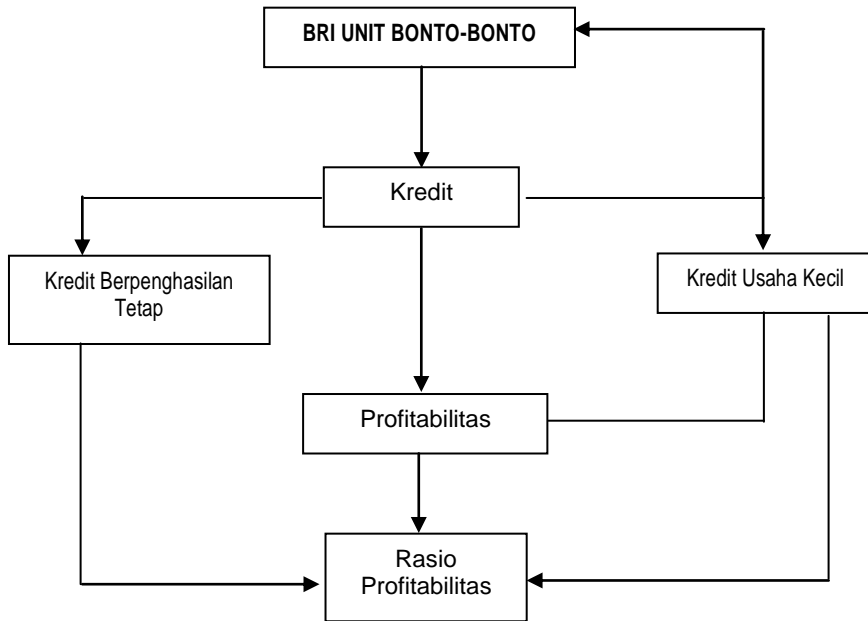 BRI UNIT BONTO-BONTO
Kredit
Kredit Berpenghasilan
Tetap
Kredit Usaha Kecil
Profitabilitas
Rasio
Profitabilitas